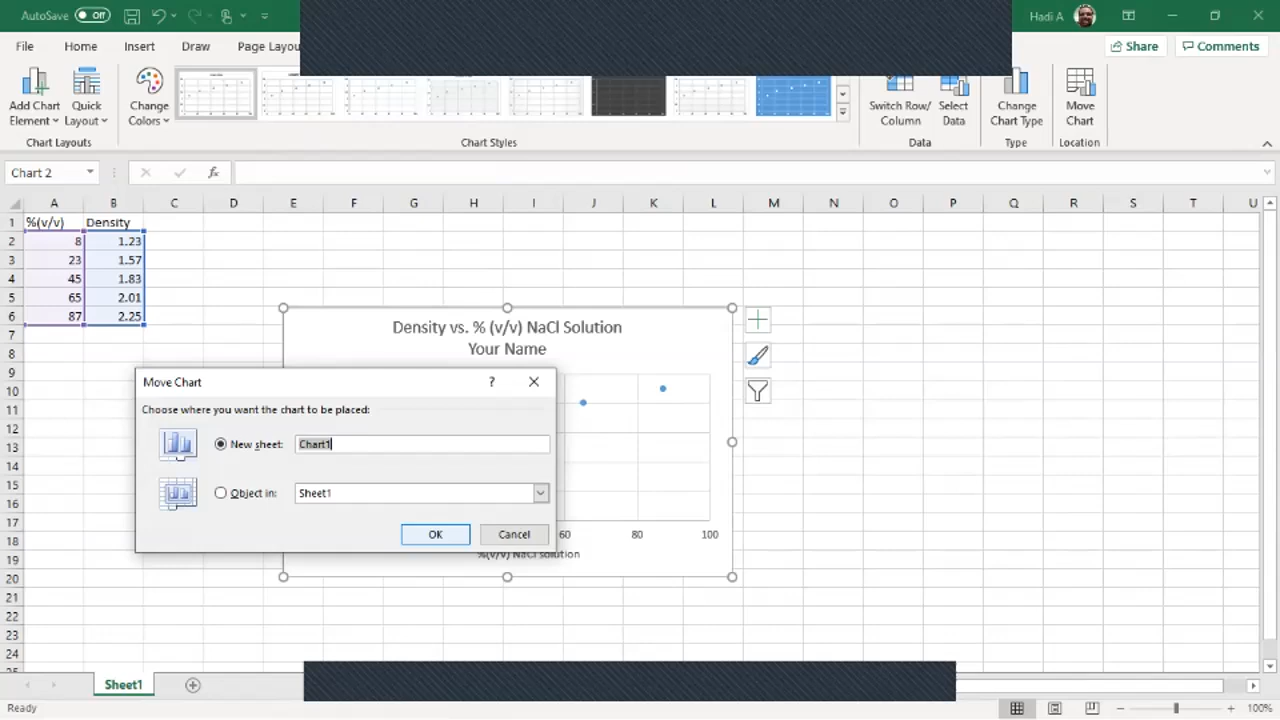 AutoSave Off
Hadi A
File Home Insert Draw Page Layou
Share Comments
Add Chart Element
Quick Layout
Change Colors
Switch Row/ Column
Select Data
Change Chart Type
Move Chart
Chart Layouts Chart Styles Data Type Location
Chart 2 fx
A B C D E F G H I J K L M N O P Q R S T U
1 %(v/v) Density
2 8 1.23
3 23 1.57
4 45 1.83
5 65 2.01
6 87 2.25
7
8
9
10
11
12
13
14
15
16
17
18
19
20
21
22
23
24
Density vs. % (v/v) NaCl Solution
Your Name
60 80 100
%(v/v) NaCl solution
Move Chart ?
Choose where you want the chart to be placed:
New sheet: Chart1
Object in: Sheet1
OK Cancel
Sheet1
Ready 100%